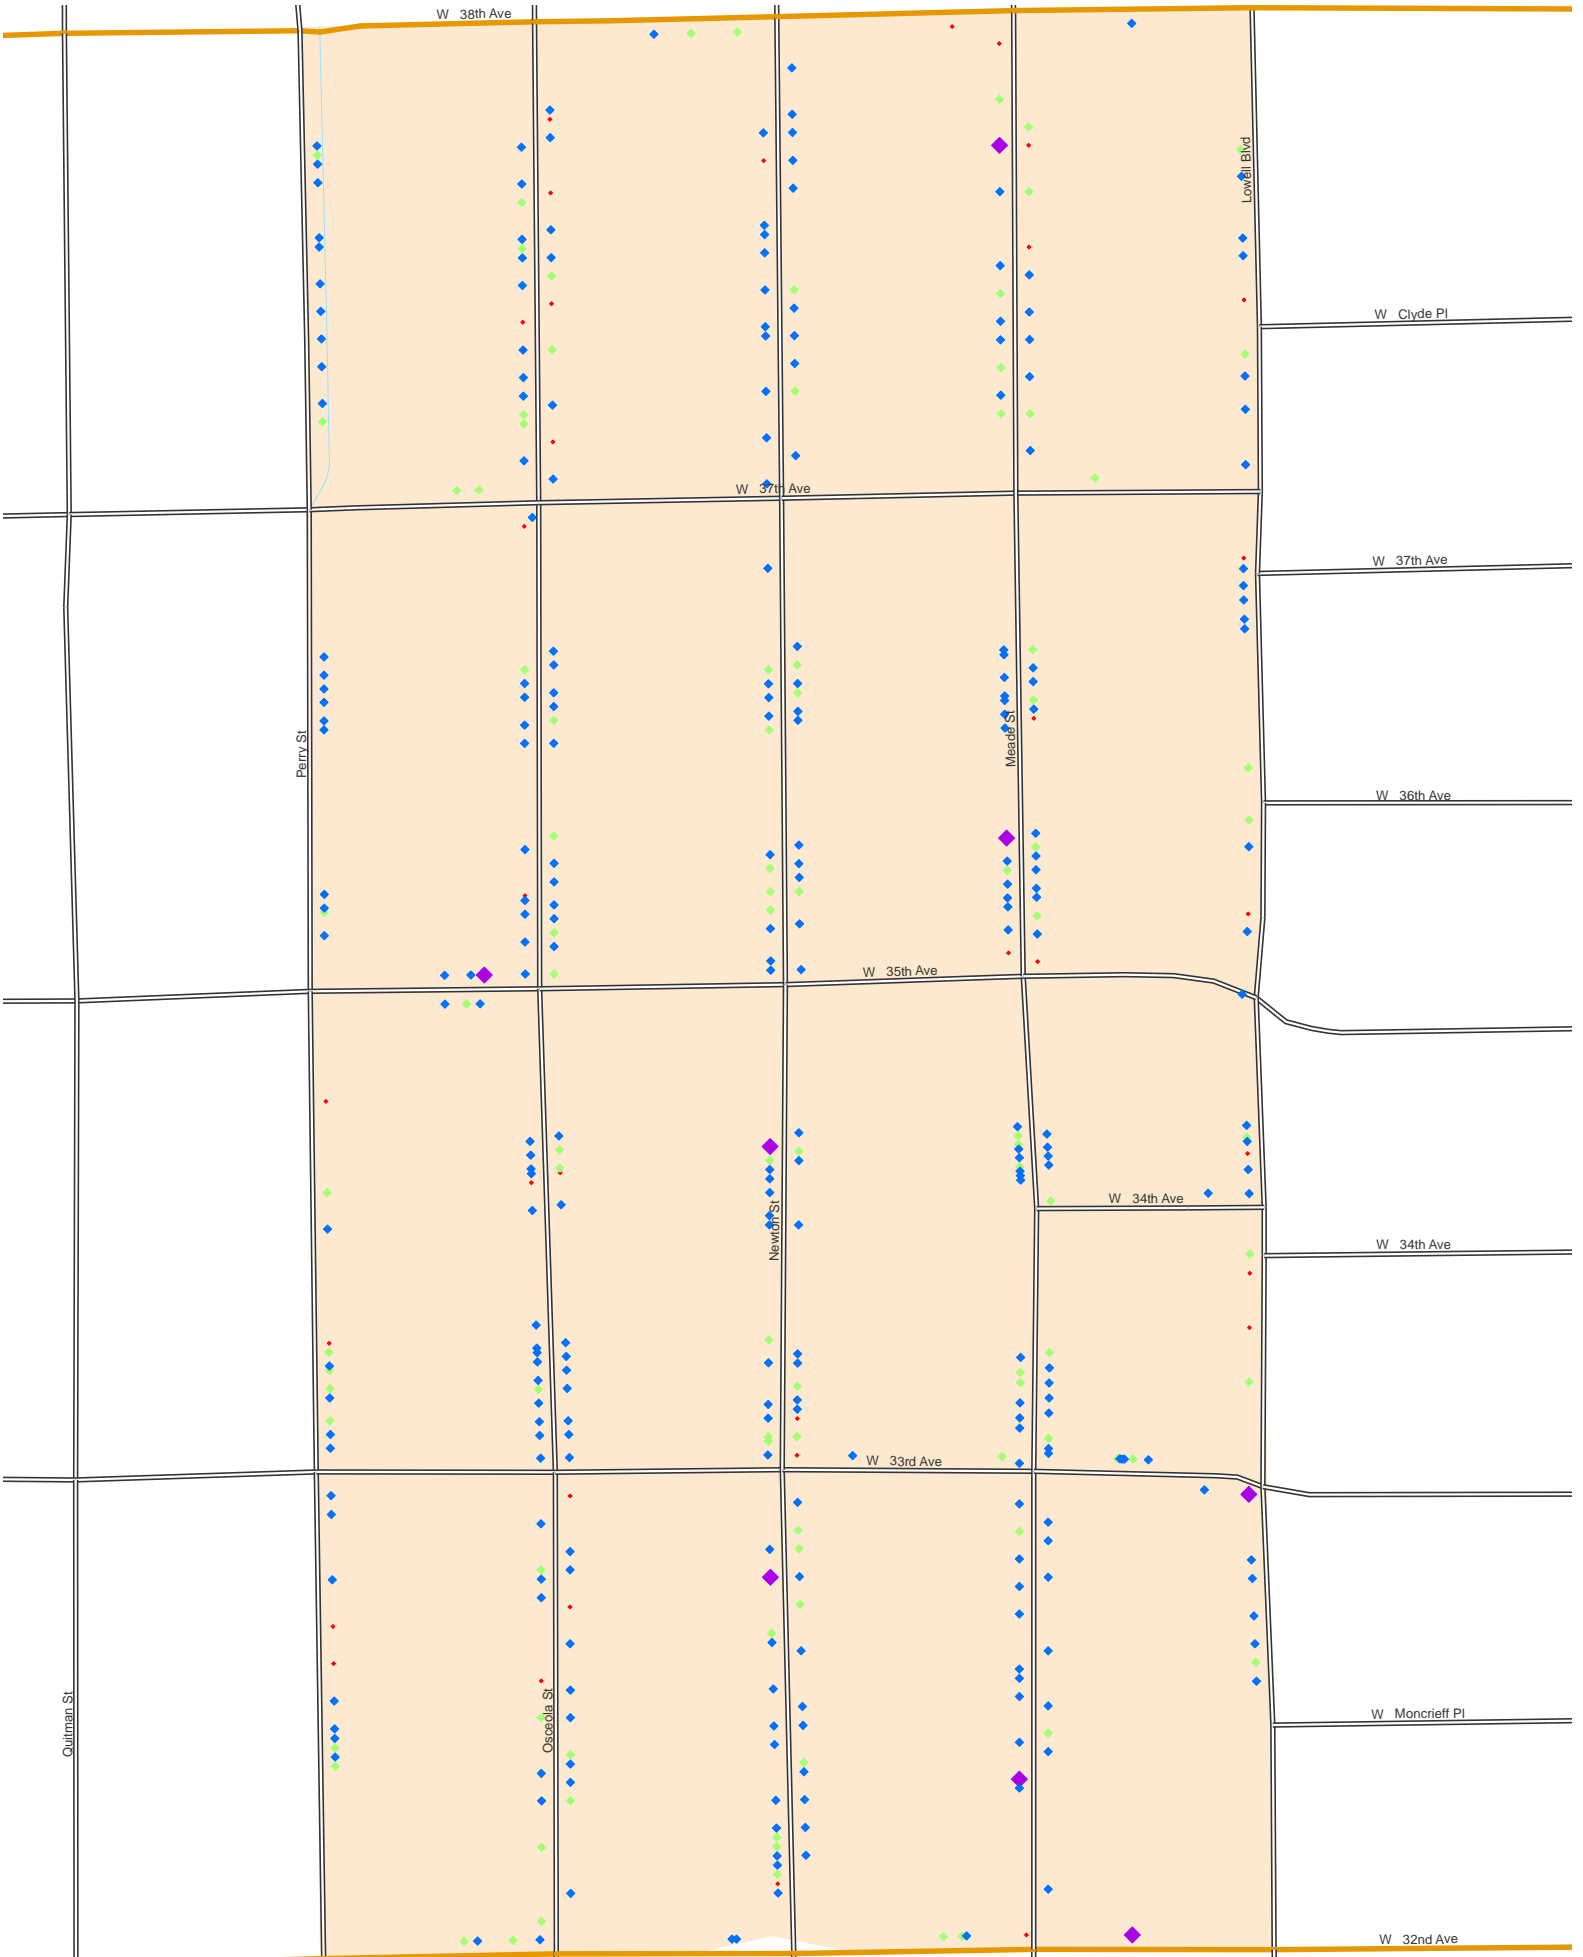 W 38th Ave
Lowell Blvd
W Clyde Pl
W 37th Ave
W 37th Ave
Perry St
Meade St
W 36th Ave
W 35th Ave
W 34th Ave
Newton St
W 34th Ave
W 33rd Ave
Quitman St
Osceola St
W Moncrieff Pl
W 32nd Ave